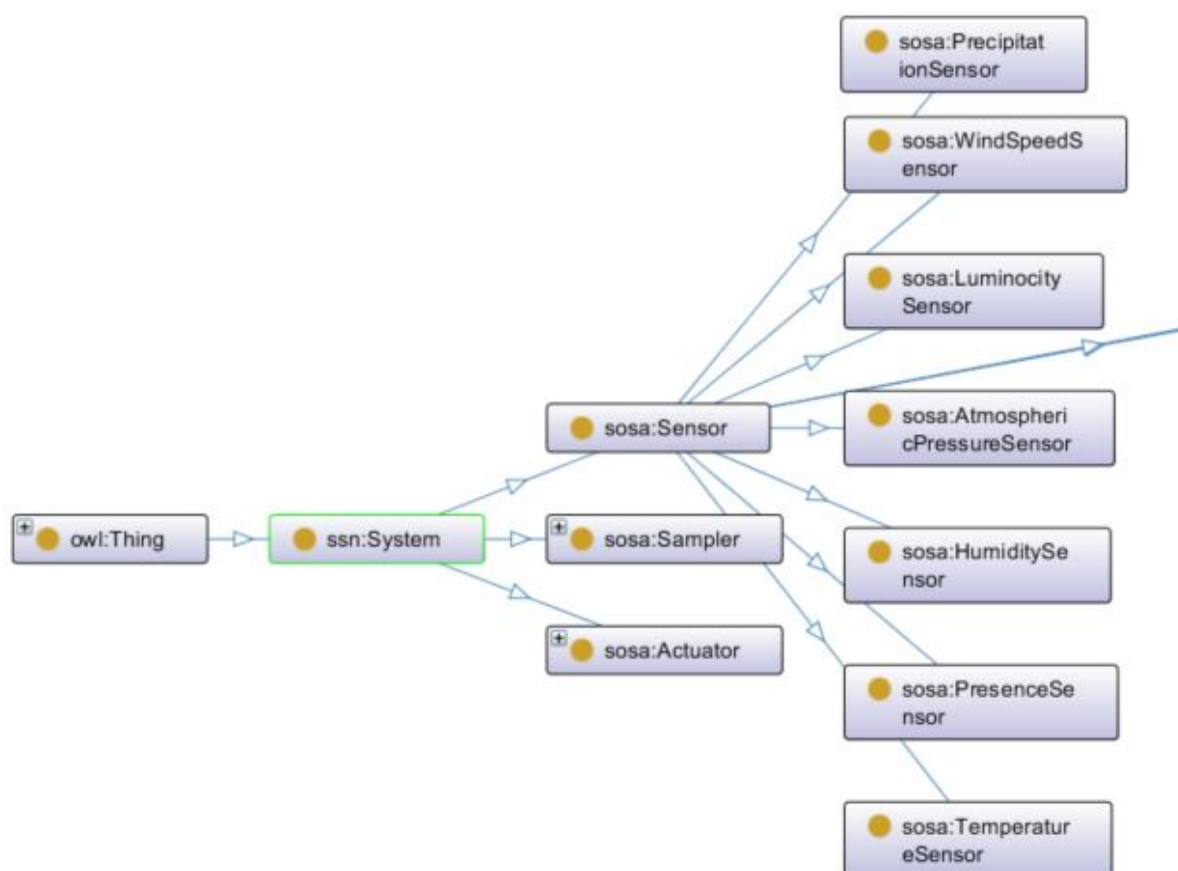 sosa:Precipitat
ionSensor
sosa:WindSpeedS
ensor
sosa:Luminocity
Sensor
sosa:Atmospheri
cPressureSensor
sosa:Sensor
owl:Thing
ssn:System
sosa:Sampler
sosa:HumiditySe
nsor
sosa:Actuator
sosa:PresenceSe
nsor
sosa:Temperatur
eSensor